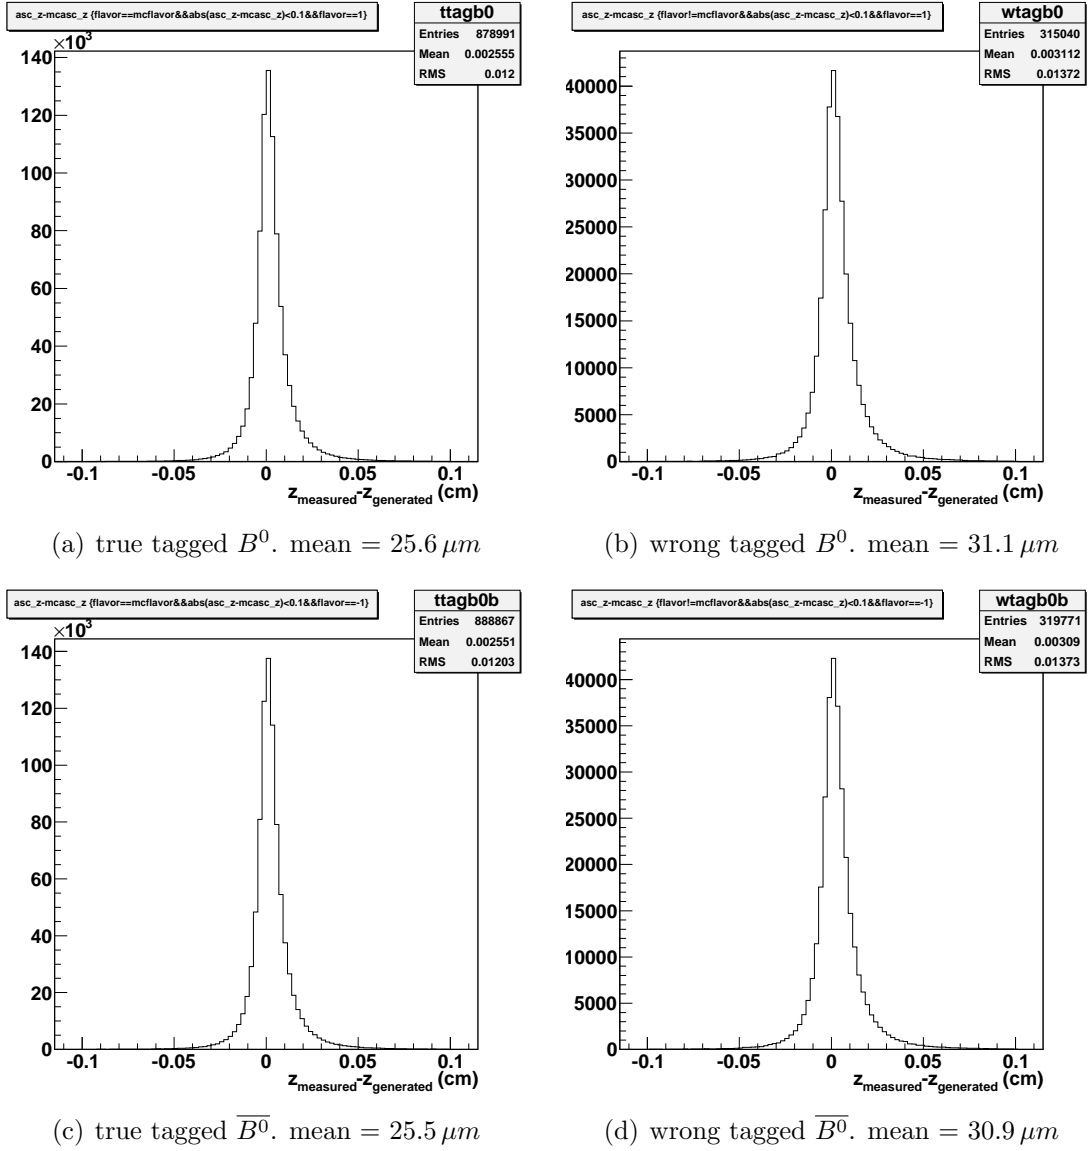 asc_z-mcasc_z {flavor==mcflavor&&abs(asc_z-mcasc_z)<0.1&&flavor==1}
ttagb0
Entries 878991
Mean 0.002555
RMS 0.012
×10³
140
120
100
80
60
40
20
0
-0.1 -0.05 0 0.05 0.1
z_measured-z_generated (cm)
(a) true tagged B⁰. mean = 25.6 μm
asc_z-mcasc_z {flavor!=mcflavor&&abs(asc_z-mcasc_z)<0.1&&flavor==1}
wtagb0
Entries 315040
Mean 0.003112
RMS 0.01372
40000
35000
30000
25000
20000
15000
10000
5000
0
-0.1 -0.05 0 0.05 0.1
z_measured-z_generated (cm)
(b) wrong tagged B⁰. mean = 31.1 μm
asc_z-mcasc_z {flavor==mcflavor&&abs(asc_z-mcasc_z)<0.1&&flavor==-1}
ttagb0b
Entries 888867
Mean 0.002551
RMS 0.01203
×10³
140
120
100
80
60
40
20
0
-0.1 -0.05 0 0.05 0.1
z_measured-z_generated (cm)
(c) true tagged B̅⁰. mean = 25.5 μm
asc_z-mcasc_z {flavor!=mcflavor&&abs(asc_z-mcasc_z)<0.1&&flavor==-1}
wtagb0b
Entries 319771
Mean 0.00309
RMS 0.01373
40000
35000
30000
25000
20000
15000
10000
5000
0
-0.1 -0.05 0 0.05 0.1
z_measured-z_generated (cm)
(d) wrong tagged B̅⁰. mean = 30.9 μm